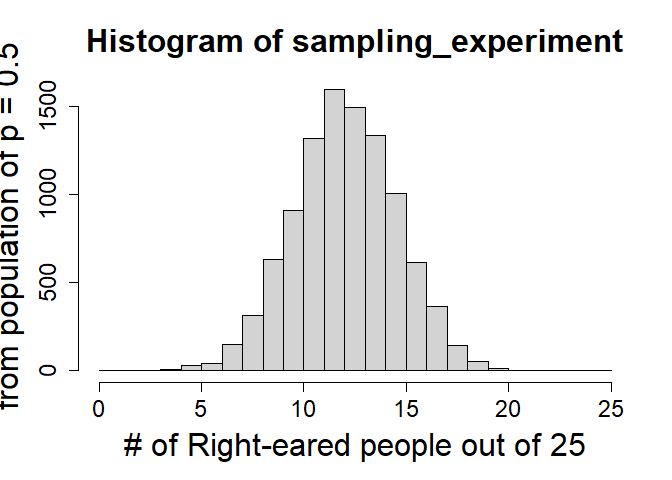 Histogram of sampling_experiment
from population of p = 0.5
1500
1000
500
0
0 5 10 15 20 25
# of Right-eared people out of 25